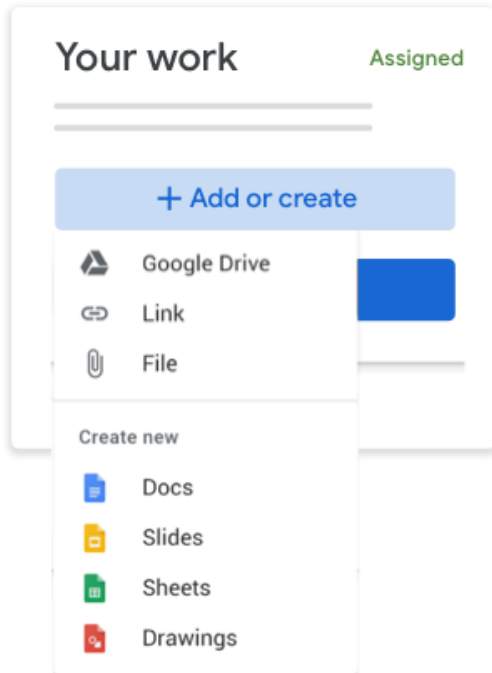 Your work
Assigned
+ Add or create
Google Drive
Link
File
Create new
Docs
Slides
Sheets
Drawings